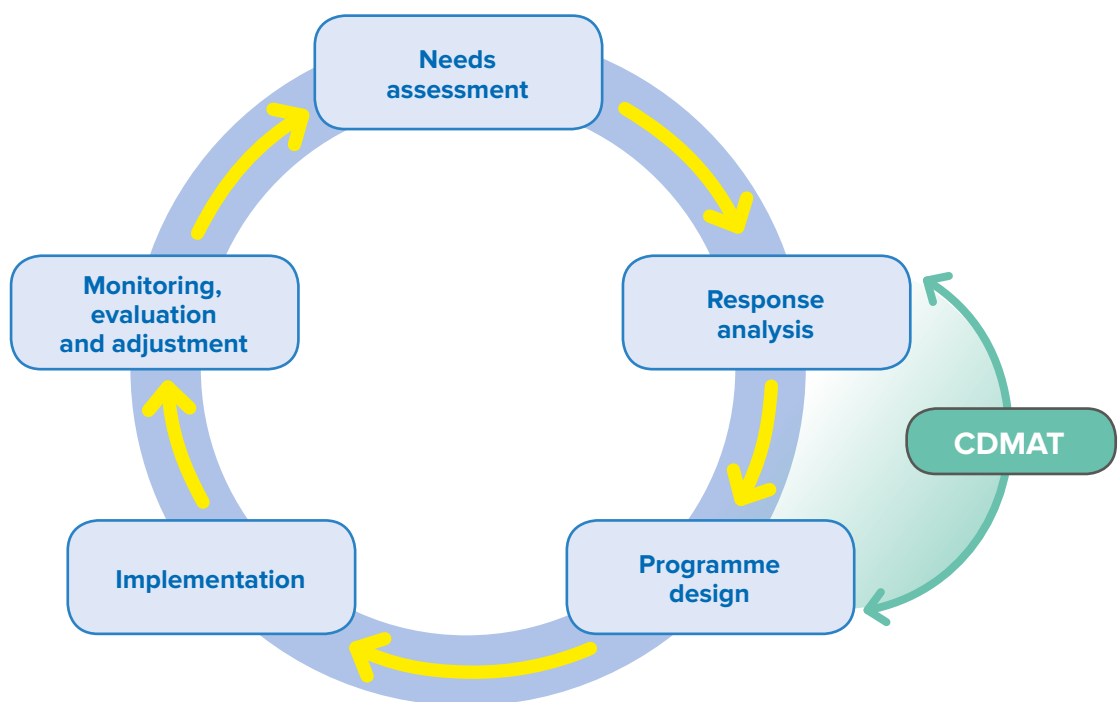 Needs
assessment
Response
analysis
CDMAT
Programme
design
Implementation
Monitoring,
evaluation
and adjustment